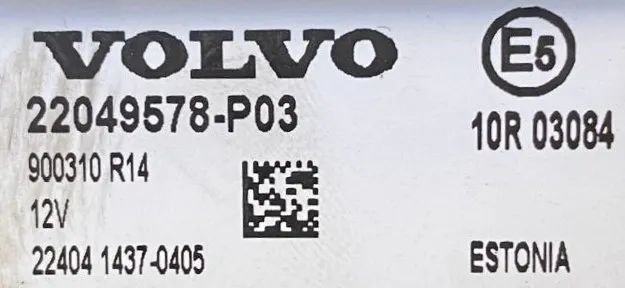 VOLVO
E5
22049578-P03
10R 03084
900310 R14
12V
22404 1437-0405
ESTONIA